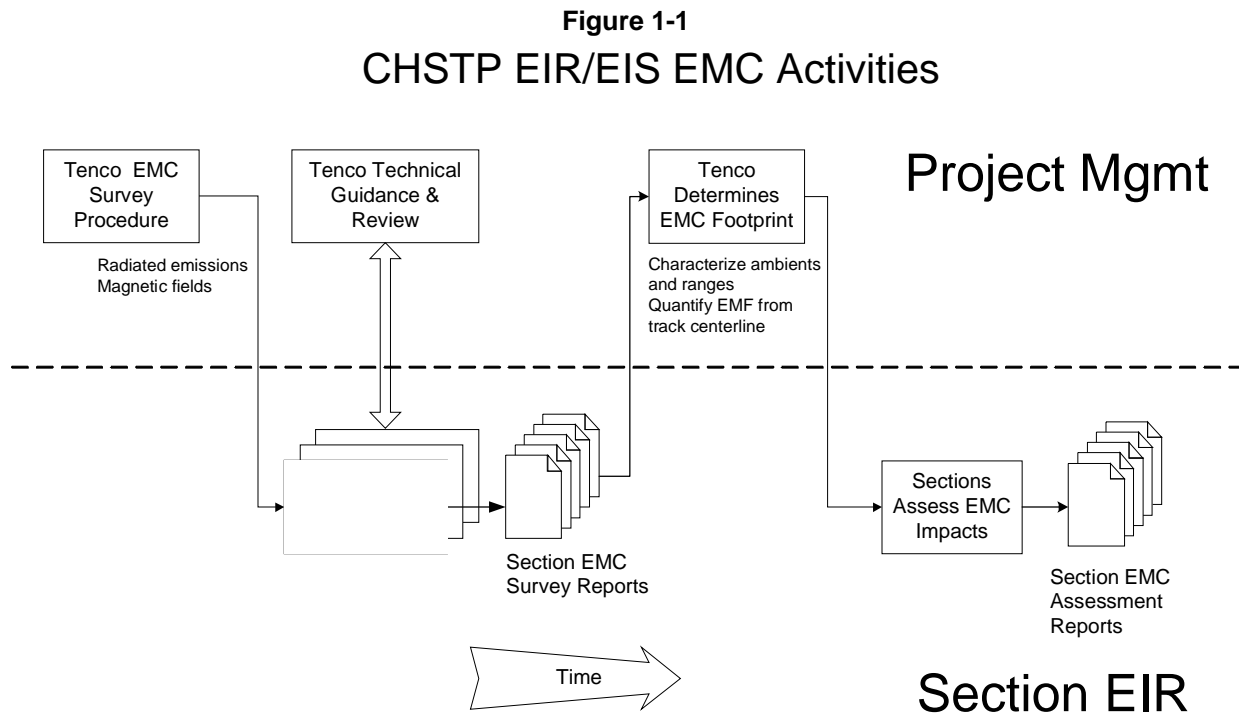 Figure 1-1
CHSTP EIR/EIS EMC Activities
Project Mgmt
Tenco EMC
Survey
Procedure
Radiated emissions
Magnetic fields
Tenco Technical
Guidance &
Review
Tenco
Determines
EMC Footprint
Characterize ambients
and ranges
Quantify EMF from
track centerline
Section EMC
Survey Reports
Sections
Assess EMC
Impacts
Section EMC
Assessment
Reports
Time
Section EIR